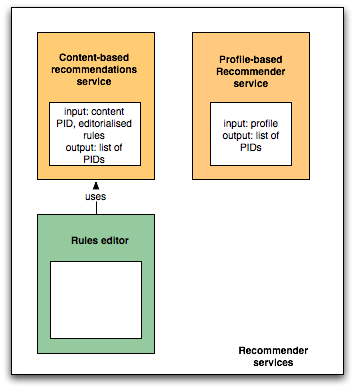 Content-based
recommendations
service
input: content
PID, editorialised
rules
output: list of
PIDs
Profile-based
Recommender
service
input: profile
output: list of
PIDs
uses
Rules editor
Recommender
services